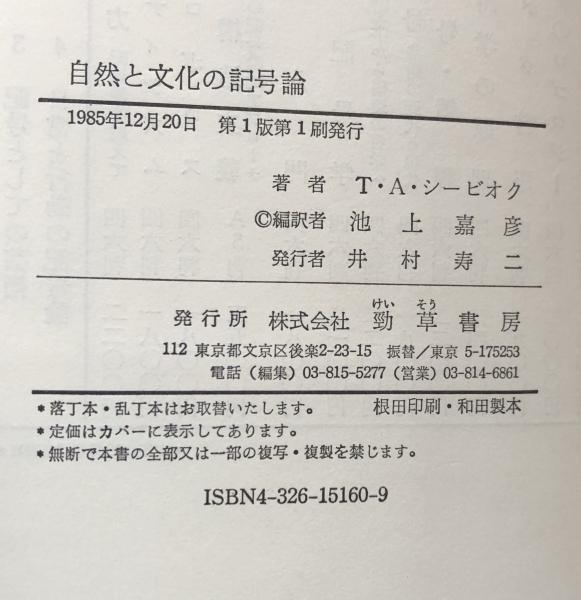 自然と文化の記号論
1985年12月20日 第1版第1刷発行
著者 T・A・シービオク
©編訳者 池上嘉彦
発行者 井村寿二
発行所 株式会社 勁草書房
けい そう
112 東京都文京区後楽2-23-15 振替/東京 5-175253
電話(編集)03-815-5277(営業)03-814-6861
*落丁本・乱丁本はお取替いたします。 根田印刷・和田製本
*定価はカバーに表示してあります。
*無断で本書の全部又は一部の複写・複製を禁じます。
ISBN4-326-15160-9